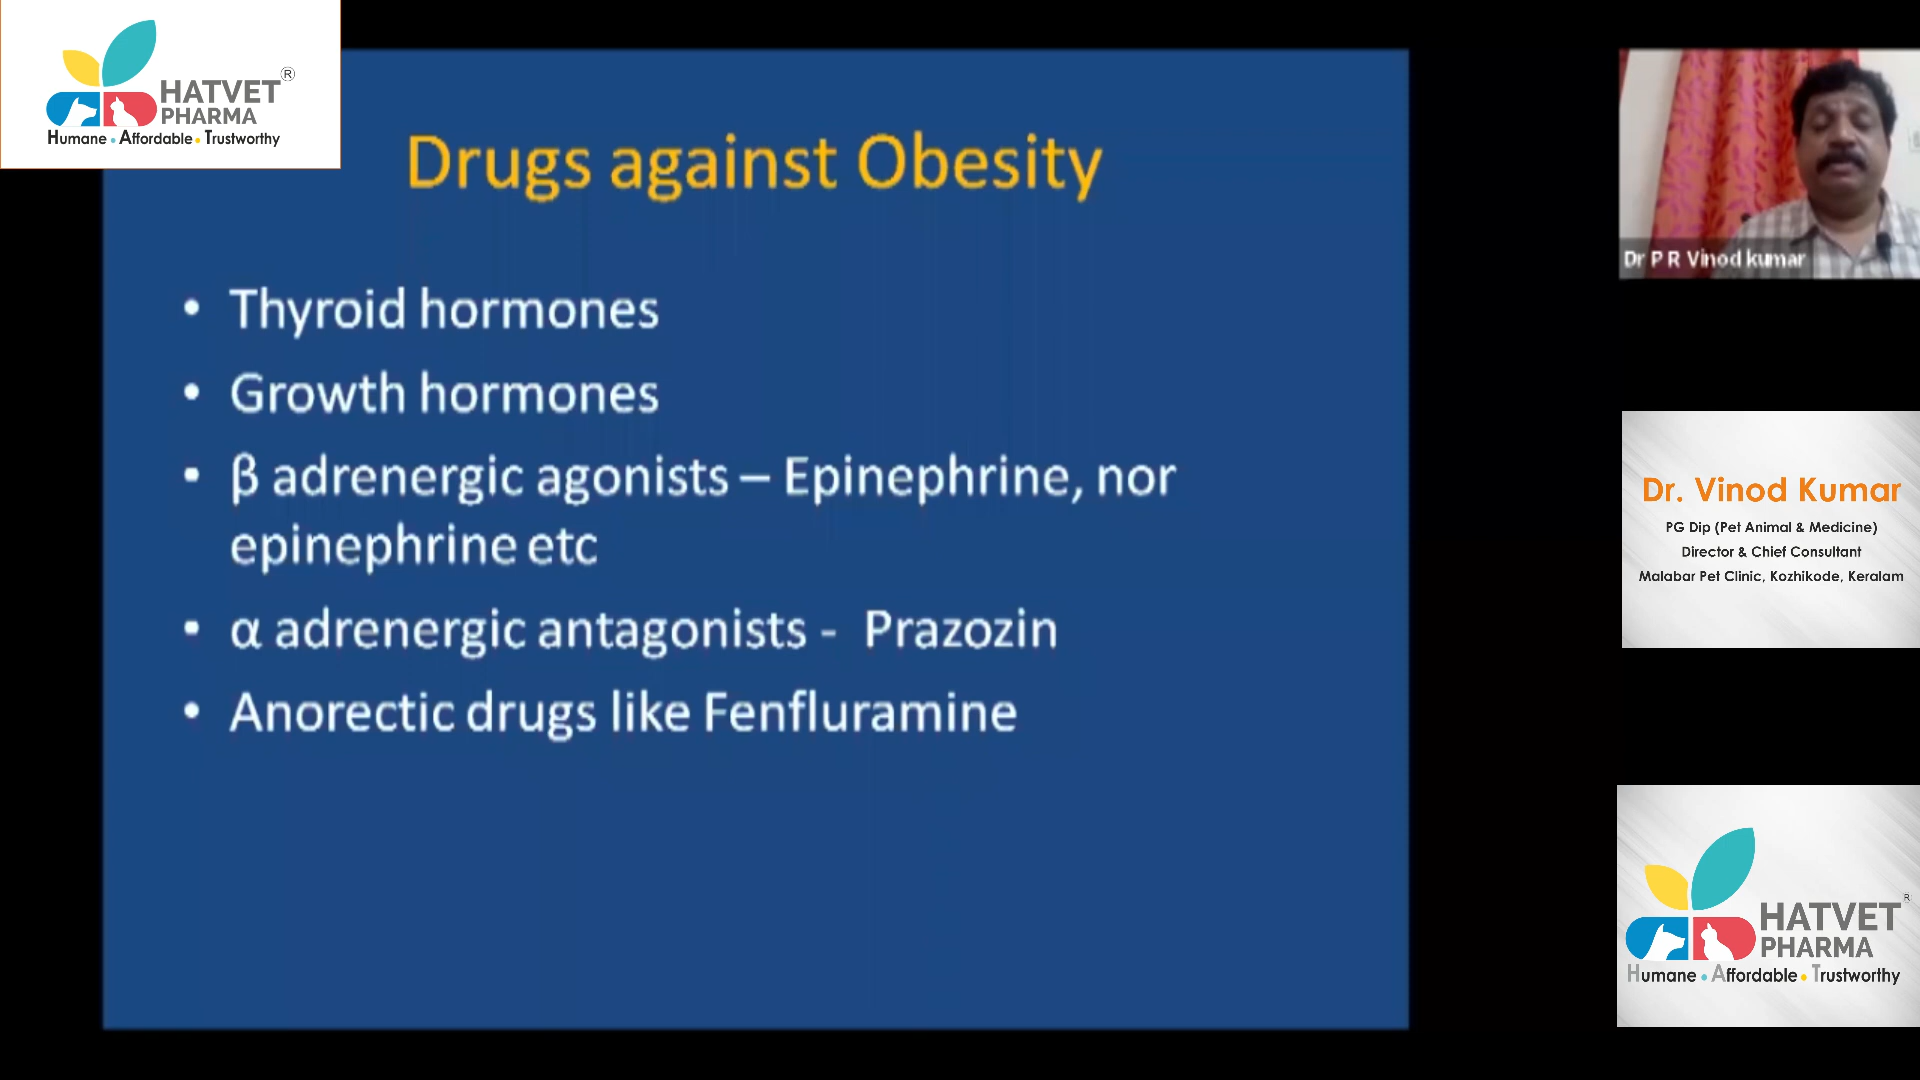 HATVET®
PHARMA
Humane • Affordable • Trustworthy
Drugs against Obesity
• Thyroid hormones
• Growth hormones
• β adrenergic agonists – Epinephrine, nor
epinephrine etc
• α adrenergic antagonists - Prazozin
• Anorectic drugs like Fenfluramine
Dr P R Vinod kumar
Dr. Vinod Kumar
PG Dip (Pet Animal & Medicine)
Director & Chief Consultant
Malabar Pet Clinic, Kozhikode, Keralam
HATVET®
PHARMA
Humane • Affordable • Trustworthy